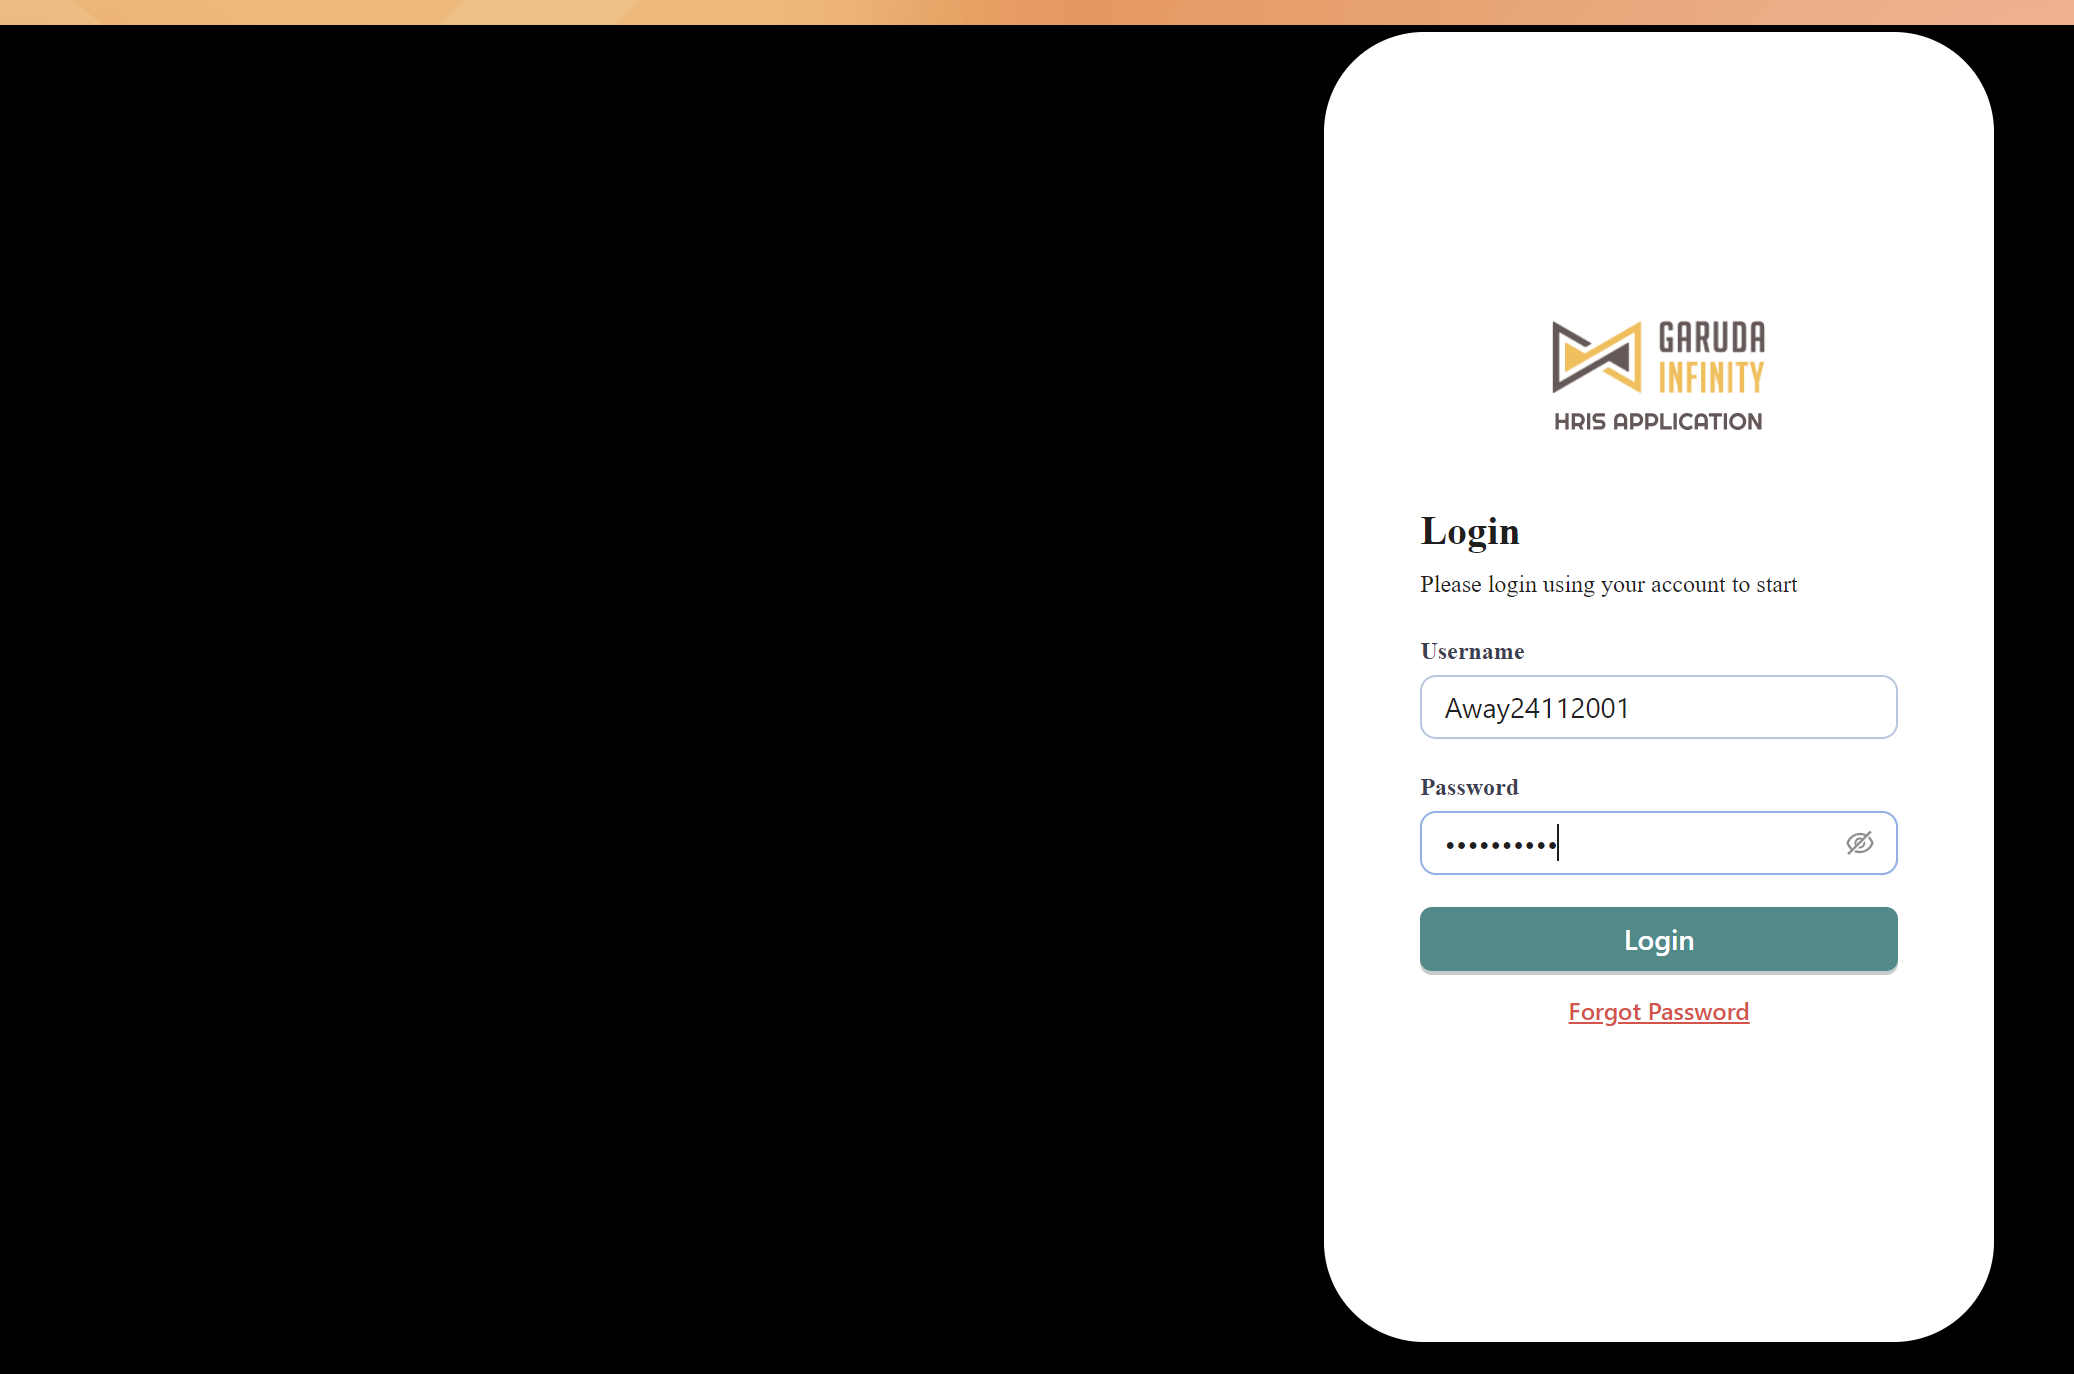 GARUDA
INFINITY
HRIS APPLICATION
Login
Please login using your account to start
Username
Away24112001
Password
••••••••••
Login
Forgot Password